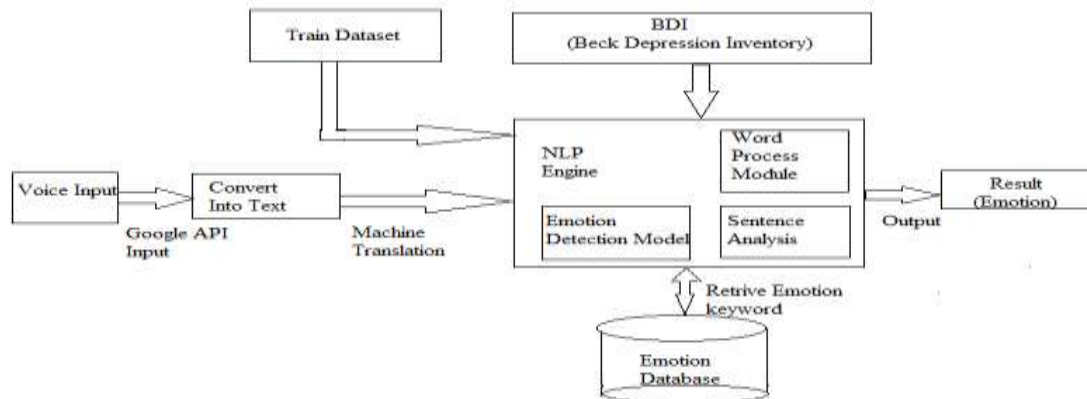 Train Dataset
BDI
(Beck Depression Inventory)
NLP
Engine
Word
Process
Module
Voice Input
Convert
Into Text
Google API
Input
Machine
Translation
Emotion
Detection Model
Sentence
Analysis
Output
Result
(Emotion)
Retrive Emotion
keyword
Emotion
Database